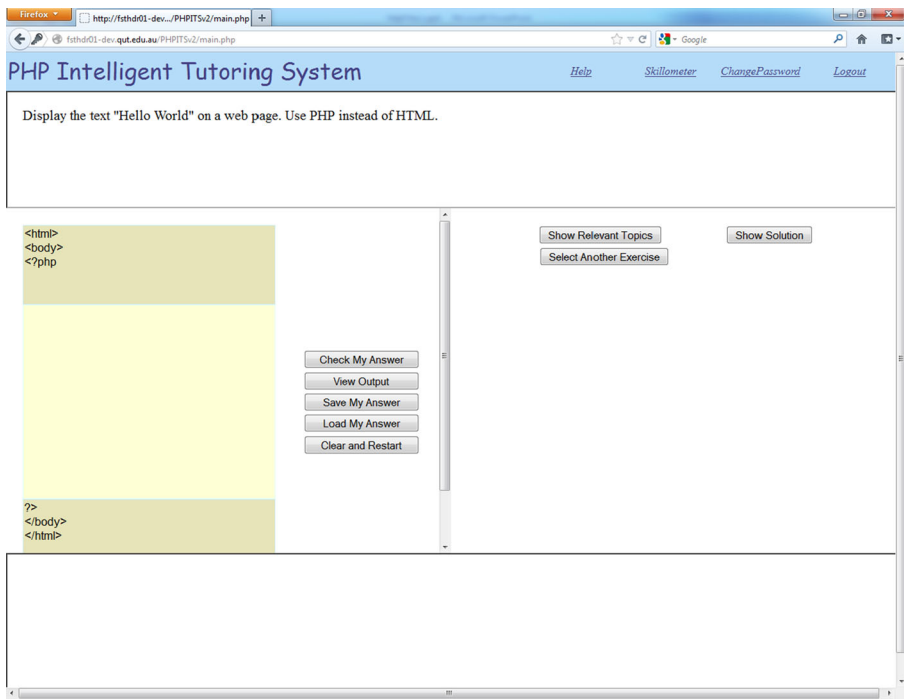 Firefox
http://fsthdr01-dev.../PHPITSv2/main.php +
fsthdr01-dev.qut.edu.au/PHPITSv2/main.php
Google
PHP Intelligent Tutoring System
Help Skillometer ChangePassword Logout
Display the text "Hello World" on a web page. Use PHP instead of HTML.
<html>
<body>
<?php
?>
</body>
</html>
Check My Answer
View Output
Save My Answer
Load My Answer
Clear and Restart
Show Relevant Topics Show Solution
Select Another Exercise